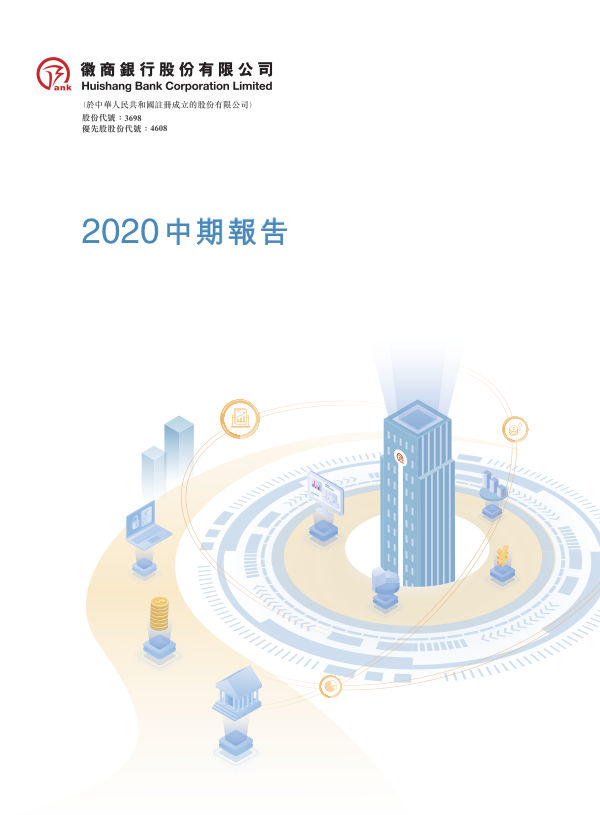 ank
徽商銀行股份有限公司
Huishang Bank Corporation Limited
(於中華人民共和國註冊成立的股份有限公司)
股份代號：3698
優先股股份代號：4608
2020中期報告